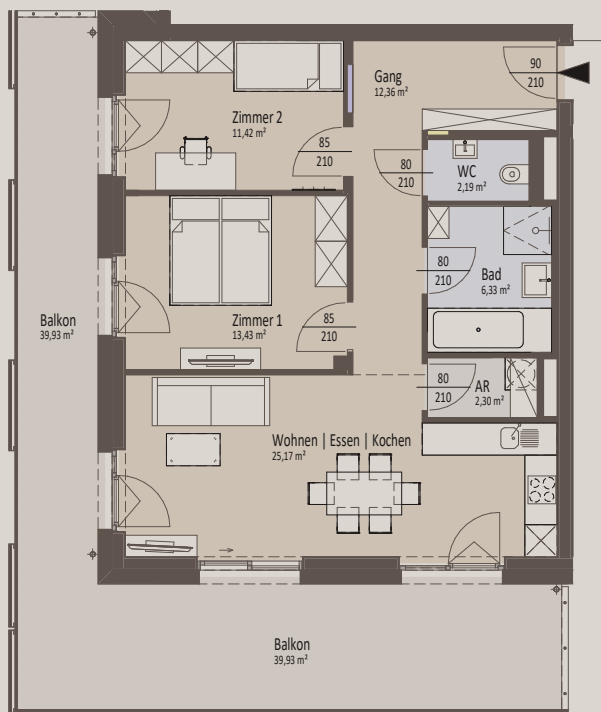 Gang
12,36 m²
90
210
Zimmer 2
11,42 m²
85
210
80
210
WC
2,19 m²
80
210
Bad
6,33 m²
Balkon
39,93 m²
Zimmer 1
13,43 m²
85
210
80
210
AR
2,30 m²
Wohnen | Essen | Kochen
25,17 m²
Balkon
39,93 m²